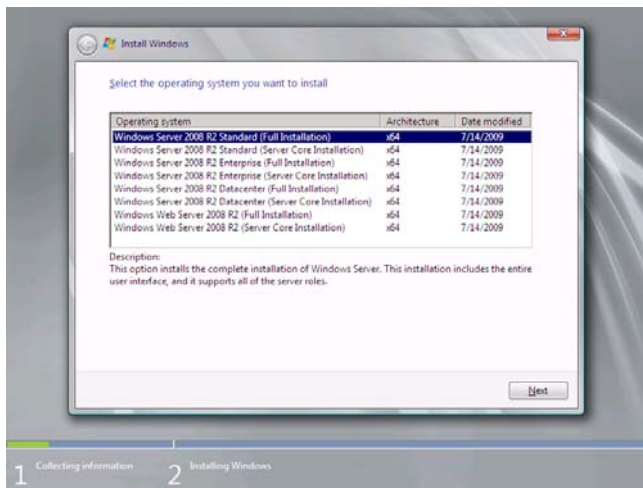 Install Windows
Select the operating system you want to install
Operating system Architecture Date modified
Windows Server 2008 R2 Standard (Full Installation) x64 7/14/2009
Windows Server 2008 R2 Standard (Server Core Installation) x64 7/14/2009
Windows Server 2008 R2 Enterprise (Full Installation) x64 7/14/2009
Windows Server 2008 R2 Enterprise (Server Core Installation) x64 7/14/2009
Windows Server 2008 R2 Datacenter (Full Installation) x64 7/14/2009
Windows Server 2008 R2 Datacenter (Server Core Installation) x64 7/14/2009
Windows Web Server 2008 R2 (Full Installation) x64 7/14/2009
Windows Web Server 2008 R2 (Server Core Installation) x64 7/14/2009
Description:
This option installs the complete installation of Windows Server. This installation includes the entire
user interface, and it supports all of the server roles.
Next
1 Collecting information 2 Installing Windows